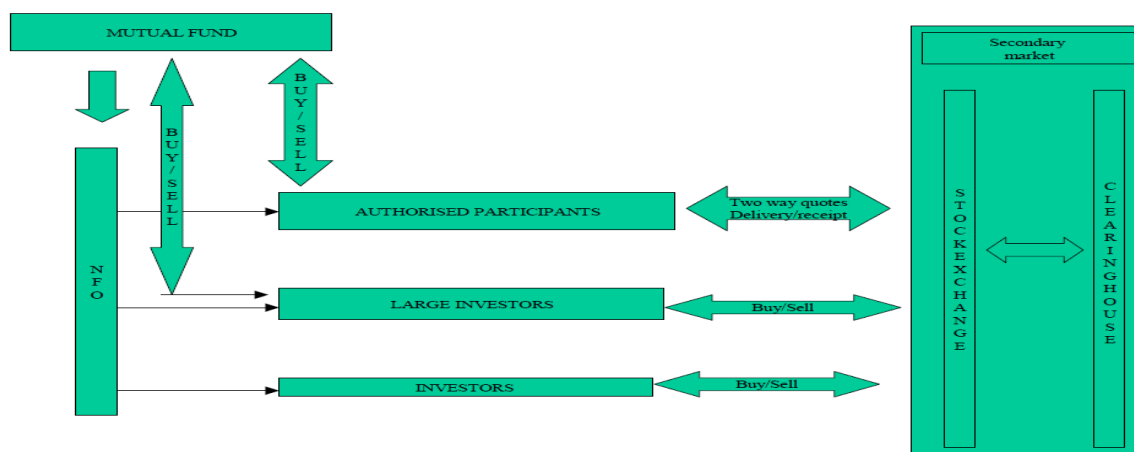 MUTUAL FUND
Secondary
market
BUY/SELL
BUY/SELL
NFO
AUTHORISED PARTICIPANTS
Two way quotes
Delivery/receipt
LARGE INVESTORS
Buy/Sell
INVESTORS
Buy/Sell
STOCKEXCHANGE
CLEARINGHOUSE